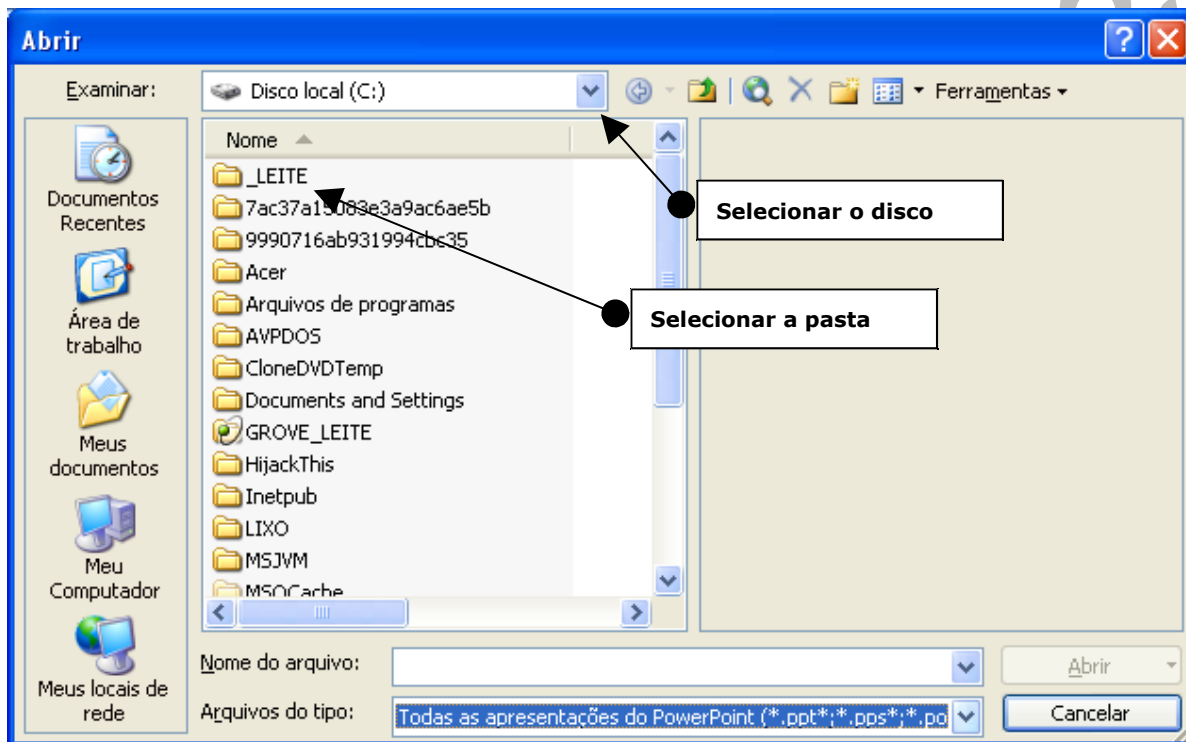 Abrir
Examinar:
Disco local (C:)
Ferramentas
Documentos
Recentes
Área de
trabalho
Meus
documentos
Meu
Computador
Meus locais de
rede
Nome
_LEITE
7ac37a15083e3a9ac6ae5b
9990716ab931994cbc35
Acer
Arquivos de programas
AVPDOS
CloneDVDTemp
Documents and Settings
GROVE_LEITE
HijackThis
Inetpub
LIXO
MSJVM
MSOCache
Selecionar o disco
Selecionar a pasta
Nome do arquivo:
Abrir
Arquivos do tipo:
Todas as apresentações do PowerPoint (*.ppt*;*.pps*;*.po
Cancelar